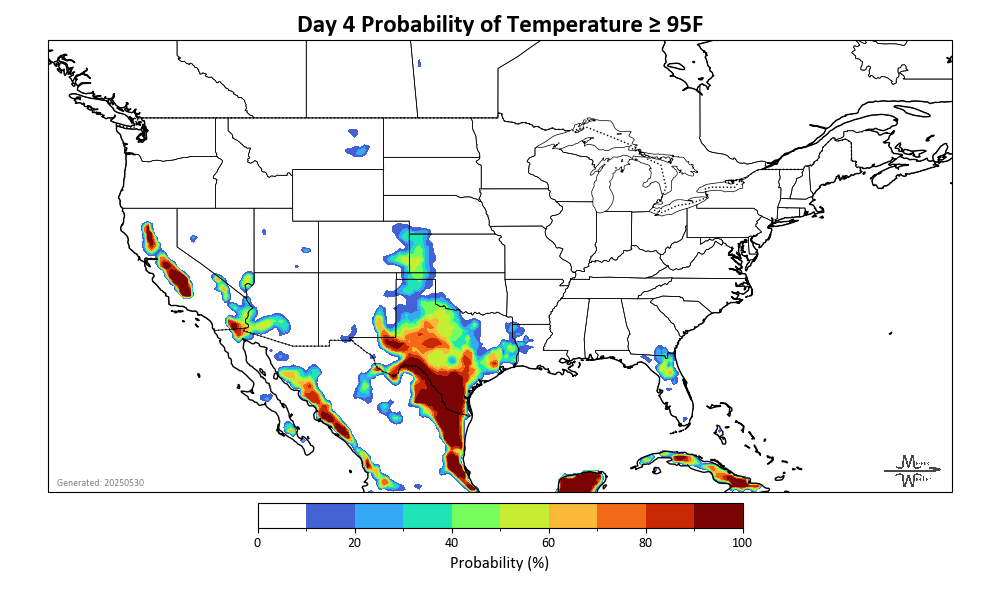 Day 4 Probability of Temperature ≥ 95F
Generated: 20250530
0 20 40 60 80 100
Probability (%)